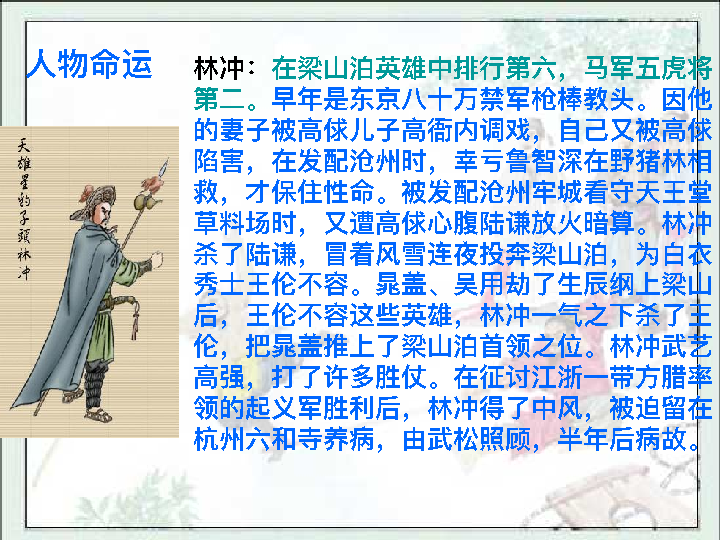 人物命运
林冲：在梁山泊英雄中排行第六，马军五虎将
第二。早年是东京八十万禁军枪棒教头。因他
的妻子被高俅儿子高衙内调戏，自己又被高俅
陷害，在发配沧州时，幸亏鲁智深在野猪林相
救，才保住性命。被发配沧州牢城看守天王堂
草料场时，又遭高俅心腹陆谦放火暗算。林冲
杀了陆谦，冒着风雪连夜投奔梁山泊，为白衣
秀士王伦不容。晁盖、吴用劫了生辰纲上梁山
后，王伦不容这些英雄，林冲一气之下杀了王
伦，把晁盖推上了梁山泊首领之位。林冲武艺
高强，打了许多胜仗。在征讨江浙一带方腊率
领的起义军胜利后，林冲得了中风，被迫留在
杭州六和寺养病，由武松照顾，半年后病故。
天雄星豹子頭林冲